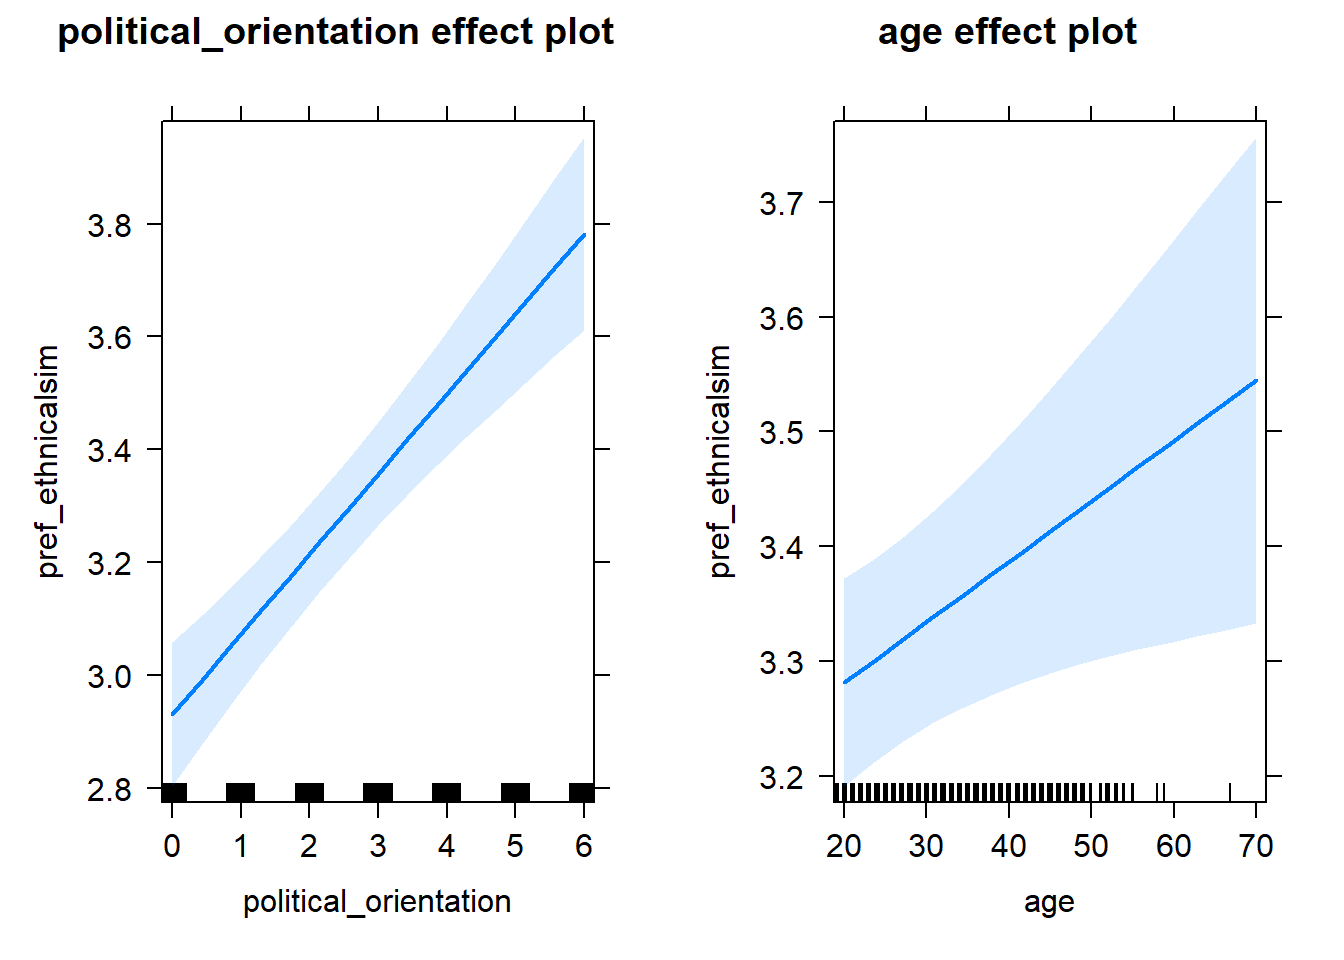 political_orientation effect plot
pref_ethnicalsim
3.8
3.6
3.4
3.2
3.0
2.8
0 1 2 3 4 5 6
political_orientation
age effect plot
pref_ethnicalsim
3.7
3.6
3.5
3.4
3.3
3.2
20 30 40 50 60 70
age